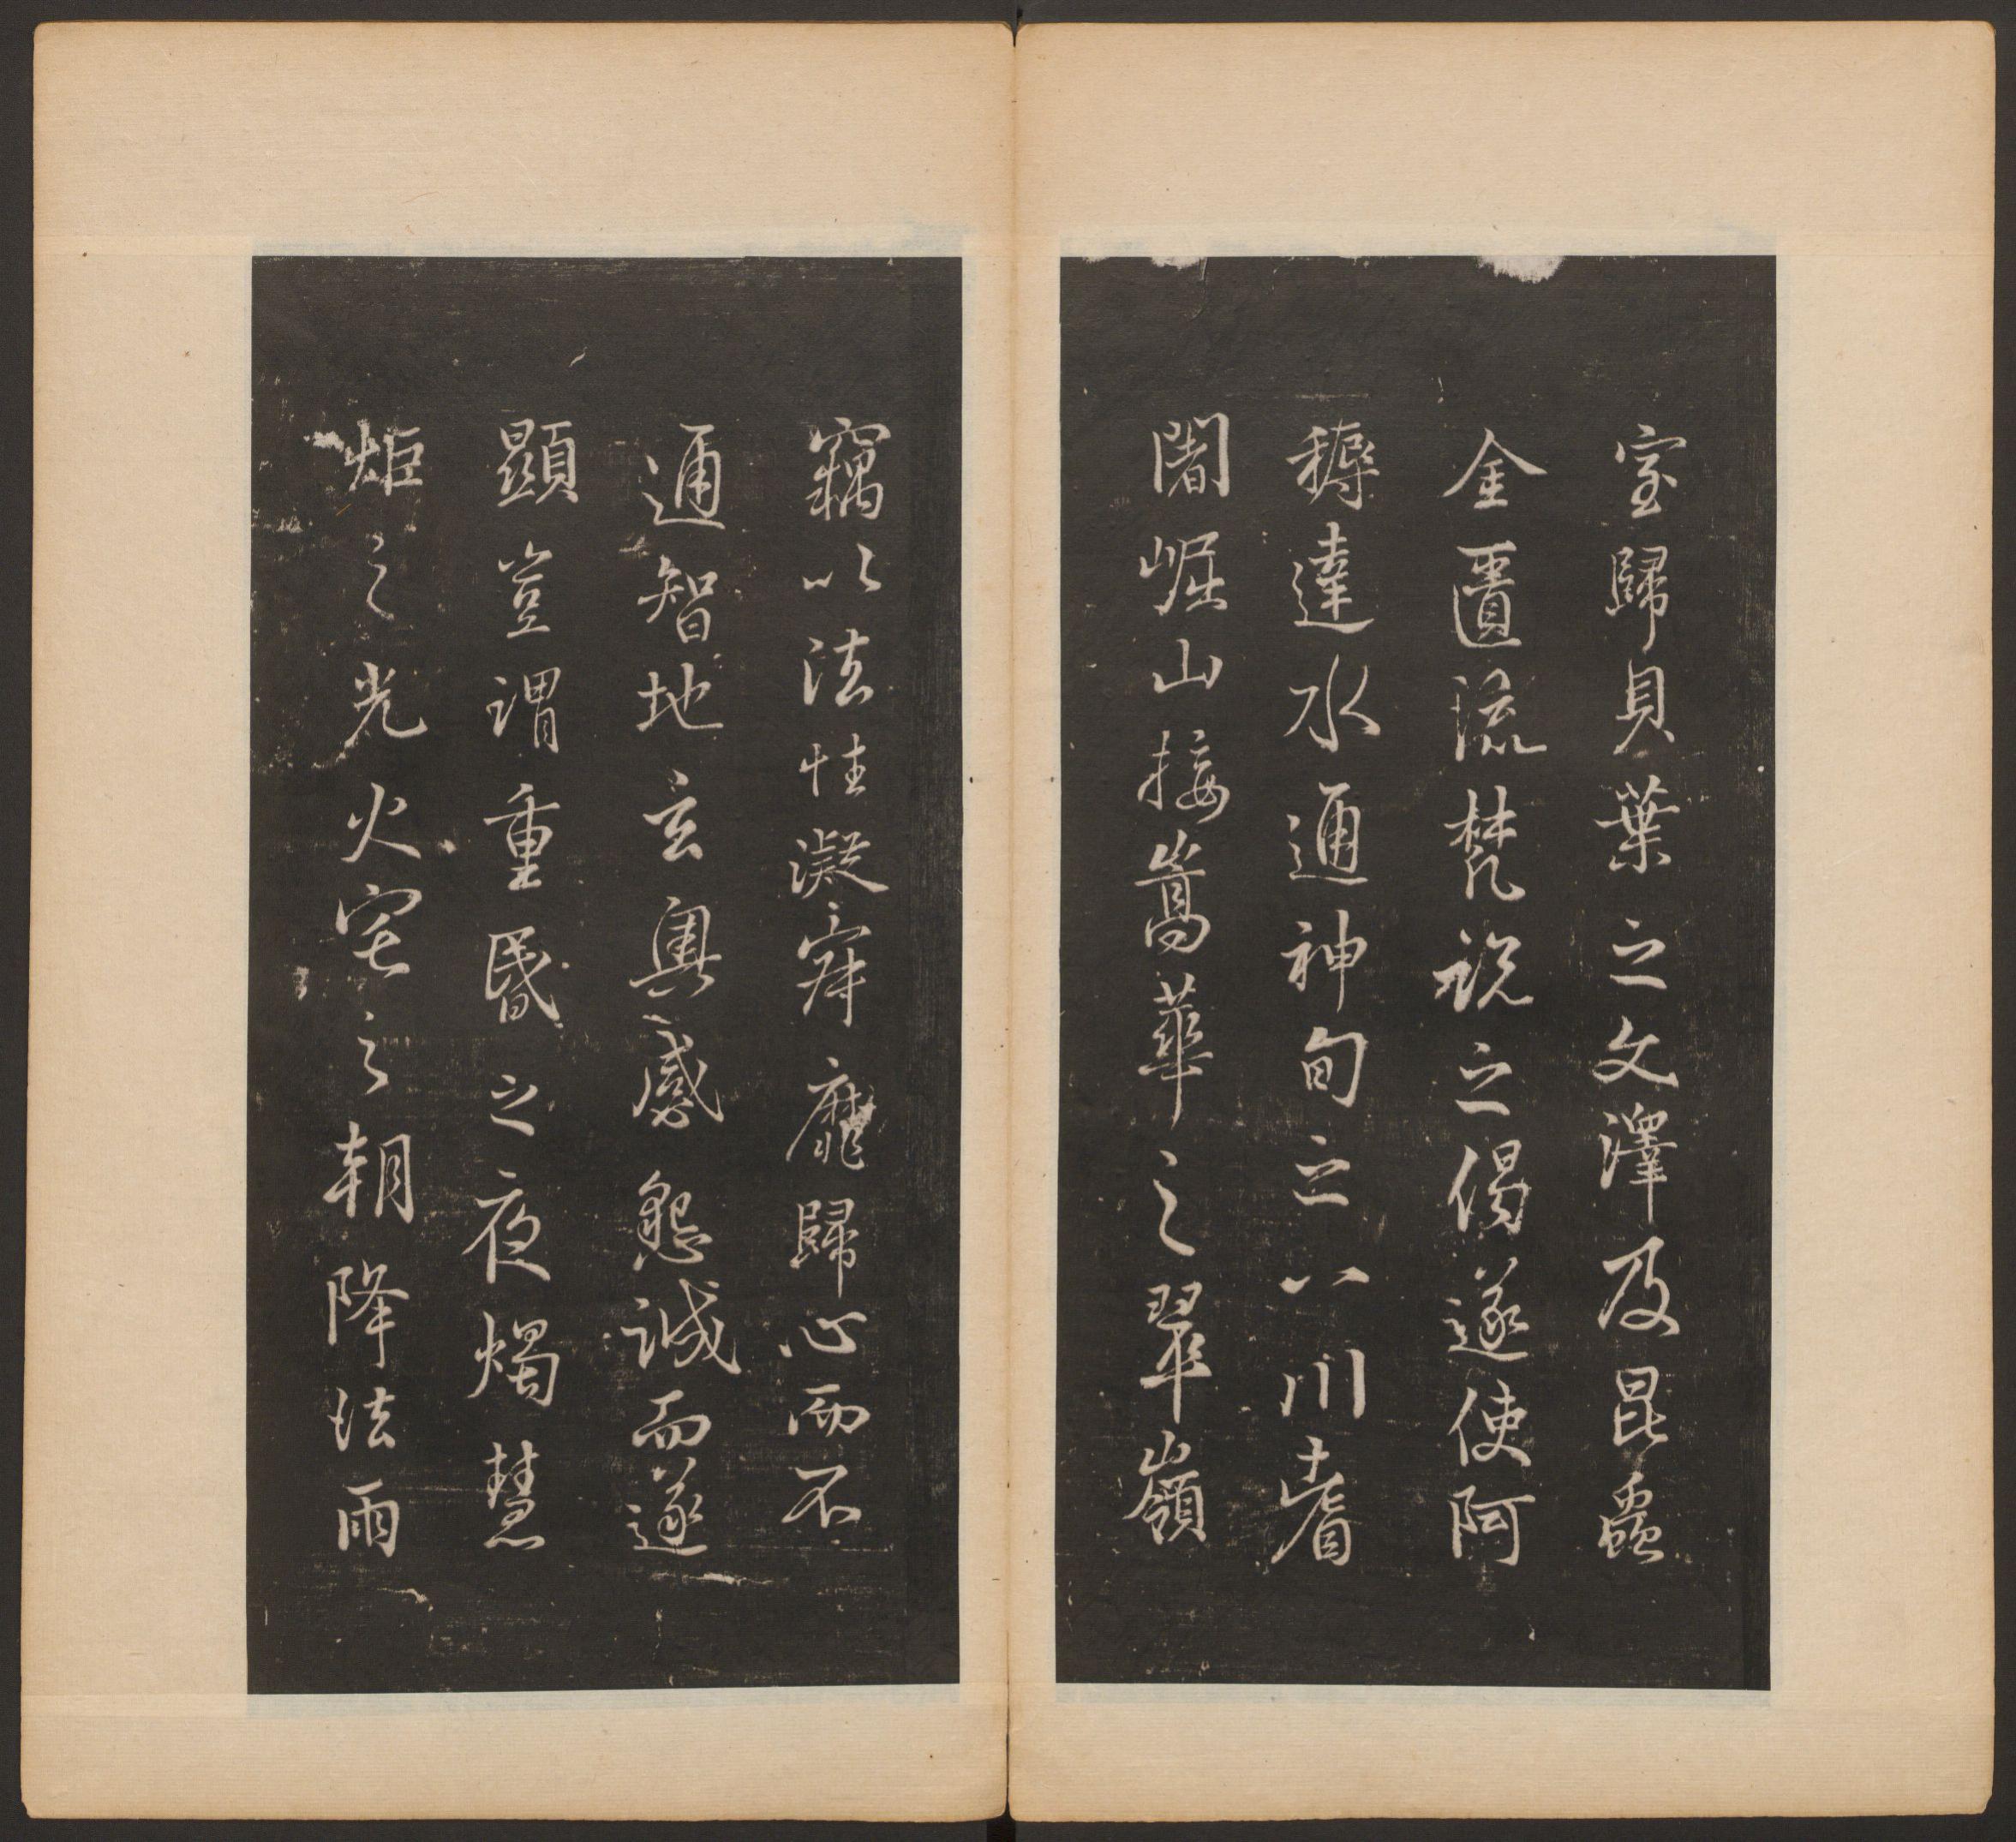 室歸貝葉之文澤及昆蟲
金匱流梵說之偈遂使阿
耨達水通神甸之八川耆
闍崛山接嵩華之翠嶺
竊以法性凝寂靡歸心而不
通智地玄奧感懇誠而遂
顯豈謂重昏之夜燭慧
炬之光火宅之朝降法雨